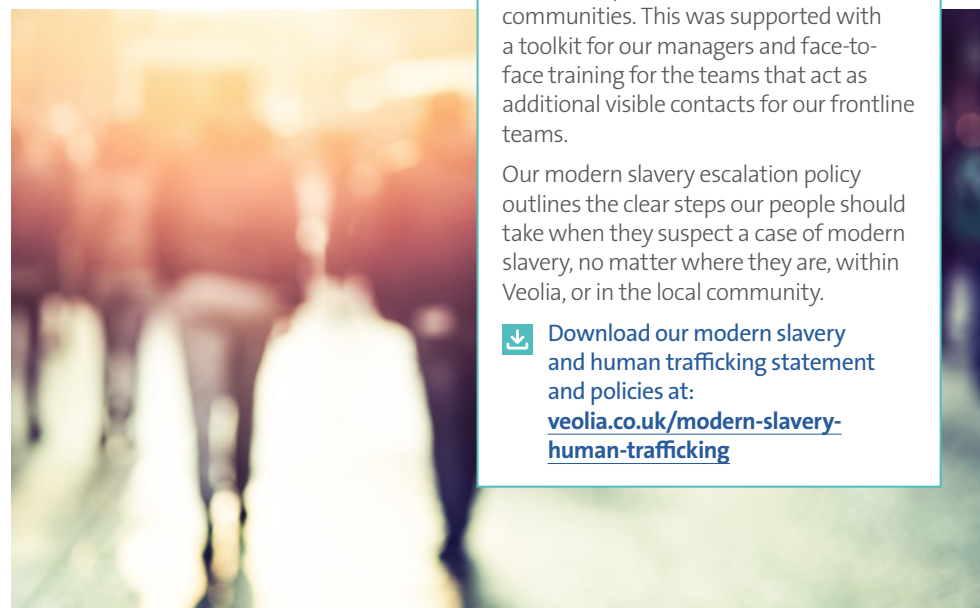 communities. This was supported with
a toolkit for our managers and face-to-
face training for the teams that act as
additional visible contacts for our frontline
teams.
Our modern slavery escalation policy
outlines the clear steps our people should
take when they suspect a case of modern
slavery, no matter where they are, within
Veolia, or in the local community.
Download our modern slavery
and human trafficking statement
and policies at:
veolia.co.uk/modern-slavery-
human-trafficking